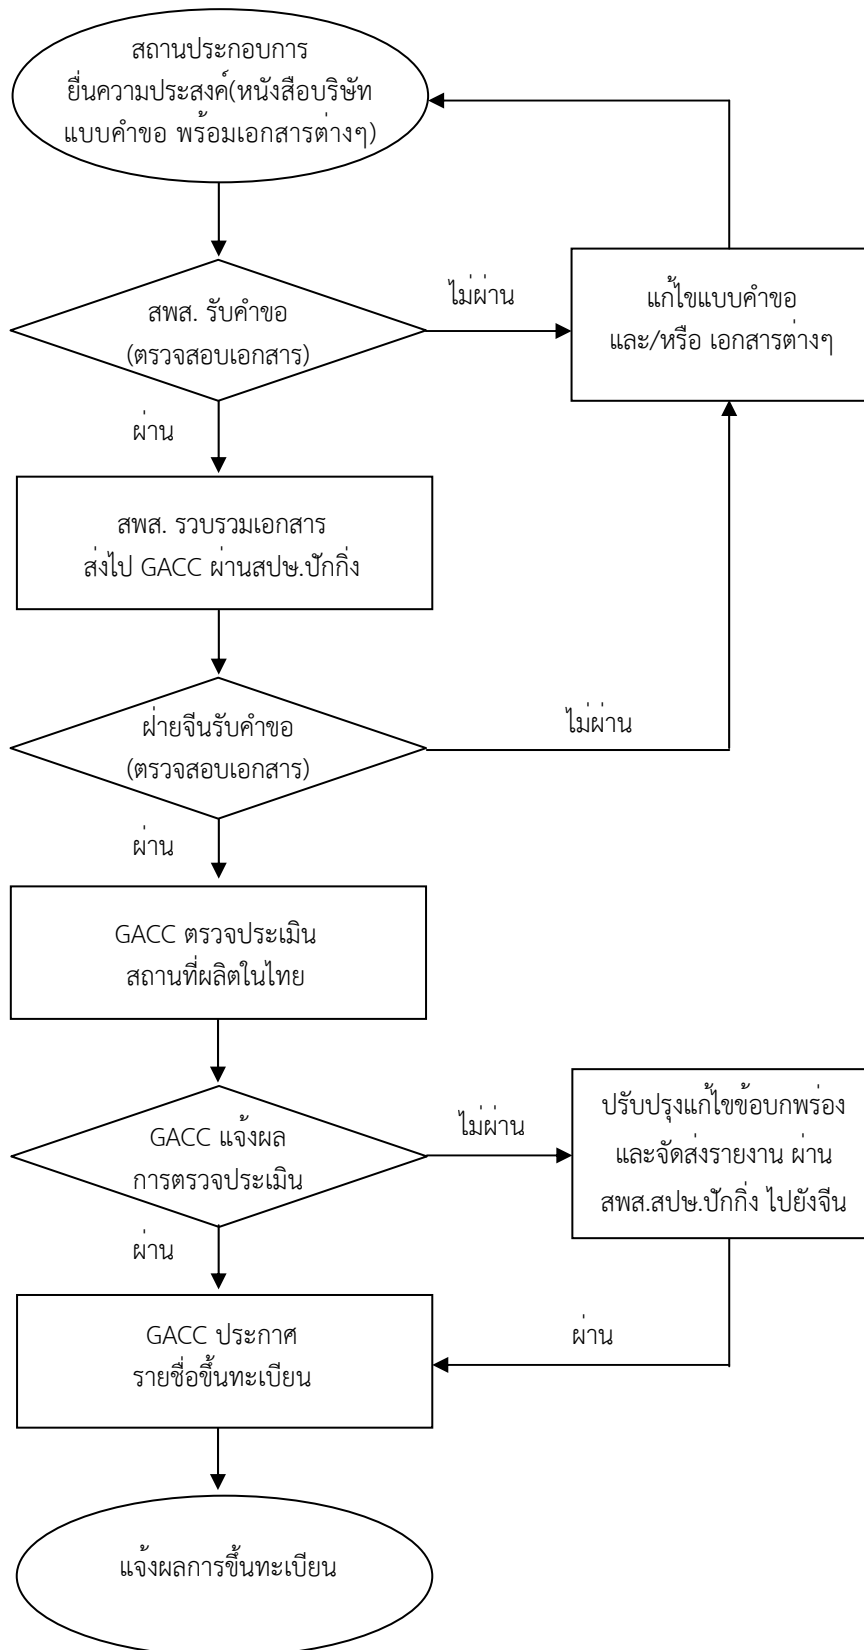 สถานประกอบการ
ยื่นความประสงค์(หนังสือบริษัท
แบบคำขอ พร้อมเอกสารต่างๆ)
สพส. รับคำขอ
(ตรวจสอบเอกสาร)
ไม่ผ่าน
แก้ไขแบบคำขอ
และ/หรือ เอกสารต่างๆ
ผ่าน
สพส. รวบรวมเอกสาร
ส่งไป GACC ผ่านสปษ.ปักกิ่ง
ฝ่ายจีนรับคำขอ
(ตรวจสอบเอกสาร)
ไม่ผ่าน
ผ่าน
GACC ตรวจประเมิน
สถานที่ผลิตในไทย
GACC แจ้งผล
การตรวจประเมิน
ไม่ผ่าน
ปรับปรุงแก้ไขข้อบกพร่อง
และจัดส่งรายงาน ผ่าน
สพส.สปษ.ปักกิ่ง ไปยังจีน
ผ่าน
GACC ประกาศ
รายชื่อขึ้นทะเบียน
ผ่าน
แจ้งผลการขึ้นทะเบียน